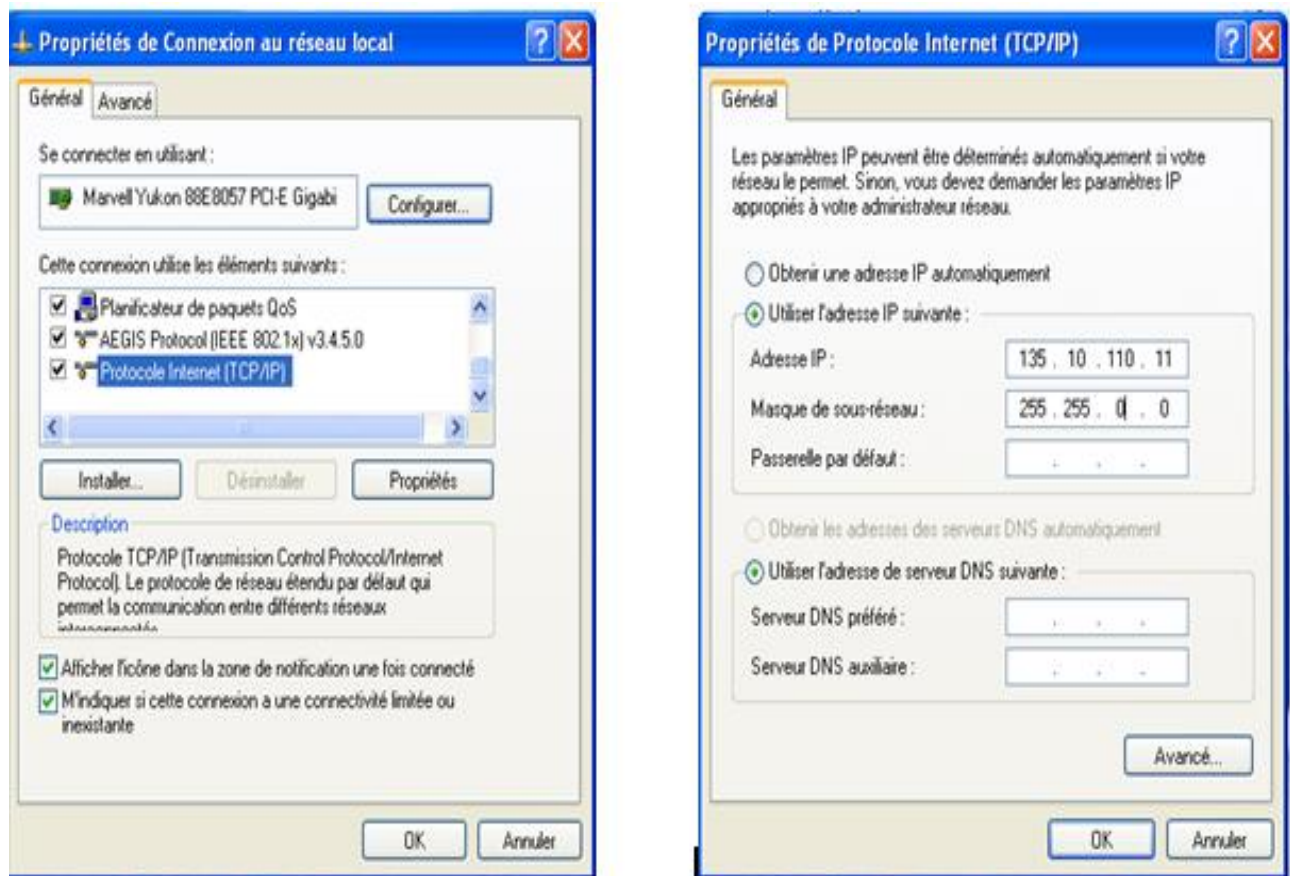 Propriétés de Connexion au réseau local
Général Avancé
Se connecter en utilisant :
Marvell Yukon 88E8057 PCI-E Gigabi
Configurer...
Cette connexion utilise les éléments suivants :
Planificateur de paquets QoS
AEGIS Protocol (IEEE 802.1x) v3.4.5.0
Protocole Internet (TCP/IP)
Installer... Désinstaller Propriétés
Description
Protocole TCP/IP (Transmission Control Protocol/Internet
Protocol). Le protocole de réseau étendu par défaut qui
permet la communication entre différents réseaux
Afficher l'icône dans la zone de notification une fois connecté
M'indiquer si cette connexion a une connectivité limitée ou
inexistante
OK Annuler
Propriétés de Protocole Internet (TCP/IP)
Général
Les paramètres IP peuvent être déterminés automatiquement si votre
réseau le permet. Sinon, vous devez demander les paramètres IP
appropriés à votre administrateur réseau.
Obtenir une adresse IP automatiquement
Utiliser l'adresse IP suivante :
Adresse IP : 135 . 10 . 110 . 11
Masque de sous-réseau : 255 . 255 . 0 . 0
Passerelle par défaut : . . .
Obtenir les adresses des serveurs DNS automatiquement
Utiliser l'adresse de serveur DNS suivante :
Serveur DNS préféré : . . .
Serveur DNS auxiliaire : . . .
Avancé...
OK Annuler